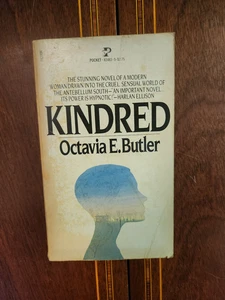 POCKET
THE STUNNING NOVEL OF A MODERN
WOMAN DRAWN INTO THE CRUEL, SENSUAL WORLD OF
THE ANTEBELLUM SOUTH—"AN IMPORTANT NOVEL.
ITS POWER IS HYPNOTIC."—HARLAN ELLISON
KINDRED
Octavia E. Butler